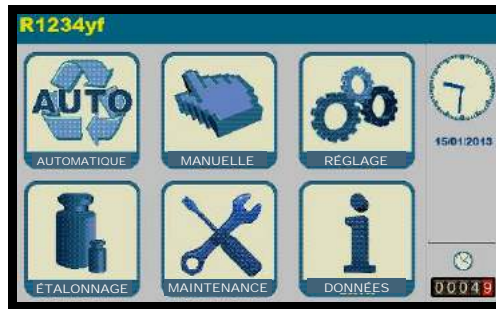 R1234yf
AUTO
AUTOMATIQUE
MANUELLE
RÉGLAGE
15/01/2013
ÉTALONNAGE
MAINTENANCE
DONNÉES
00049